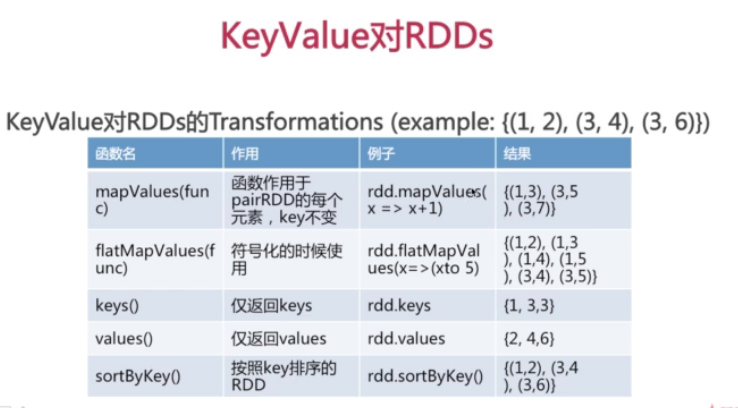 KeyValue对RDDs
KeyValue对RDDs的Transformations (example: {(1, 2), (3, 4), (3, 6)})
函数名
作用
例子
结果
mapValues(fun
c)
函数作用于
pairRDD的每个
元素，key不变
rdd.mapValues(
x => x+1)
{(1,3), (3,5
), (3,7)}
flatMapValues(f
unc)
符号化的时候使
用
rdd.flatMapVal
ues(x=>(xto 5)
{(1,2), (1,3
), (1,4), (1,5
), (3,4), (3,5)}
keys()
仅返回keys
rdd.keys
{1, 3,3}
values()
仅返回values
rdd.values
{2, 4,6}
sortByKey()
按照key排序的
RDD
rdd.sortByKey()
{(1,2), (3,4
), (3,6)}